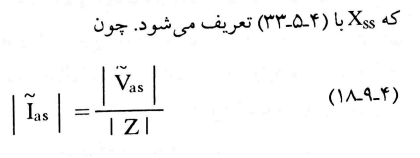 که X_ss با (۴-۵-۳۳) تعریف می‌شود. چون
| Ĩ_as | = | Ṽ_as | / | Z | (۴-۹-۱۸)